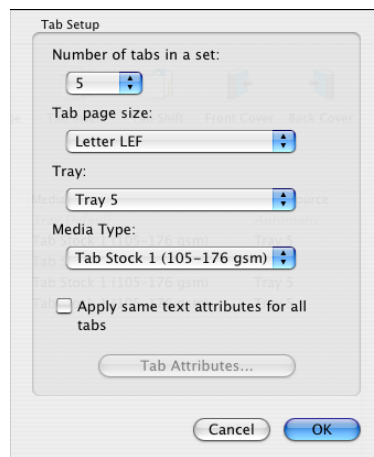 Tab Setup
Number of tabs in a set:
5
Tab page size:
Letter LEF
Tray:
Tray 5
Media Type:
Tab Stock 1 (105-176 gsm)
Apply same text attributes for all
tabs
Tab Attributes...
Cancel OK